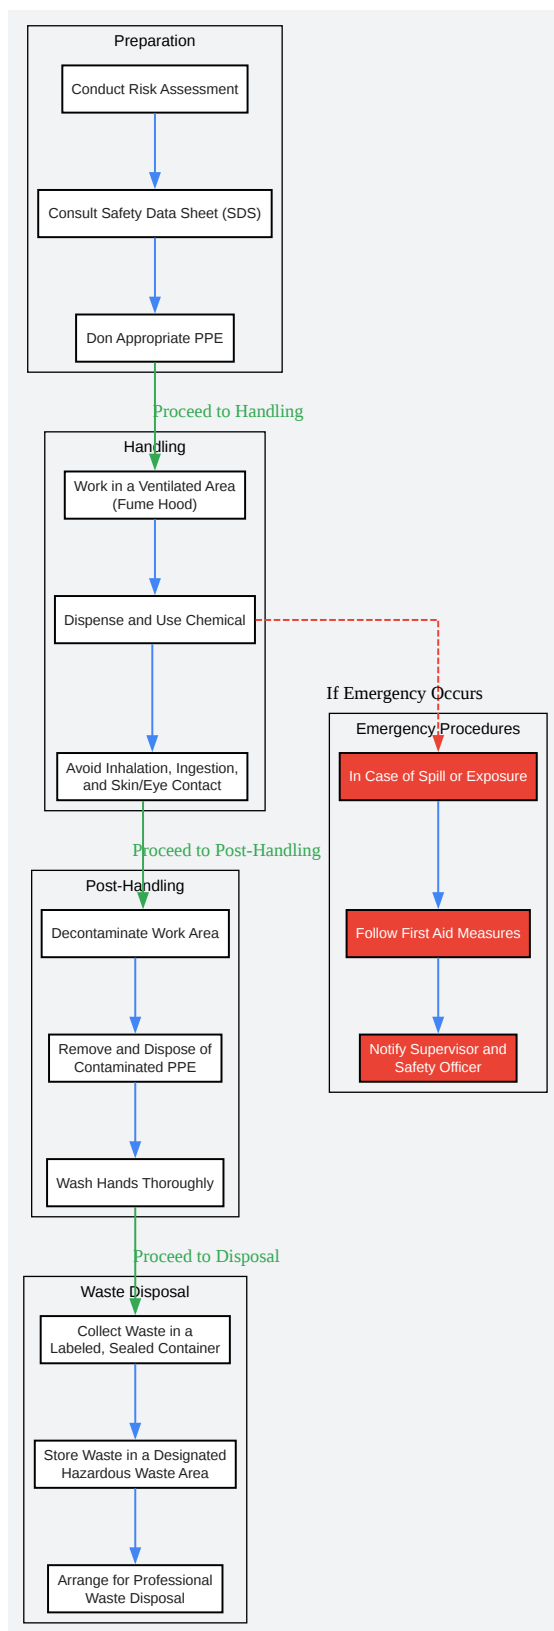 Preparation
Conduct Risk Assessment
Consult Safety Data Sheet (SDS)
Don Appropriate PPE
Proceed to Handling
Handling
Work in a Ventilated Area
(Fume Hood)
Dispense and Use Chemical
Avoid Inhalation, Ingestion,
and Skin/Eye Contact
If Emergency Occurs
Emergency Procedures
In Case of Spill or Exposure
Follow First Aid Measures
Notify Supervisor and
Safety Officer
Proceed to Post-Handling
Post-Handling
Decontaminate Work Area
Remove and Dispose of
Contaminated PPE
Wash Hands Thoroughly
Proceed to Disposal
Waste Disposal
Collect Waste in a
Labeled, Sealed Container
Store Waste in a Designated
Hazardous Waste Area
Arrange for Professional
Waste Disposal